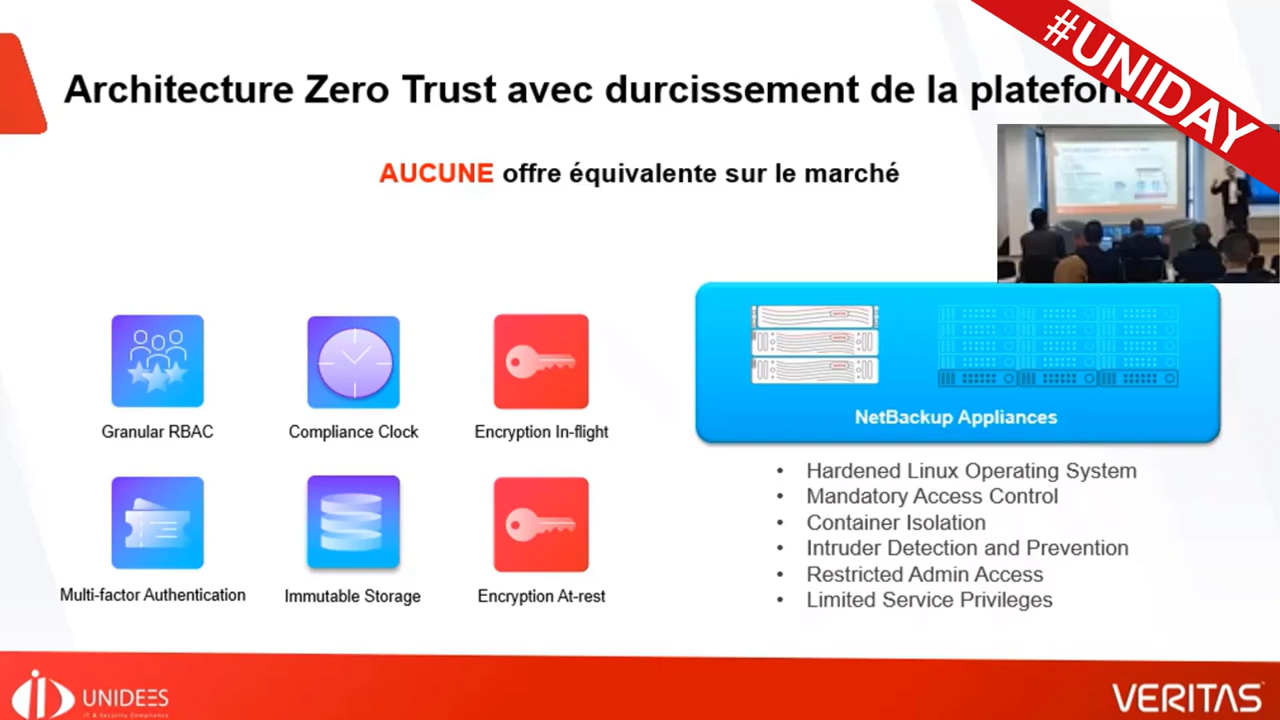 Architecture Zero Trust avec durcissement de la platefor
#UNIDAY
AUCUNE offre équivalente sur le marché
Granular RBAC
Compliance Clock
Encryption In-flight
Multi-factor Authentication
Immutable Storage
Encryption At-rest
NetBackup Appliances
• Hardened Linux Operating System
• Mandatory Access Control
• Container Isolation
• Intruder Detection and Prevention
• Restricted Admin Access
• Limited Service Privileges
UNIDEES
IT & Security Compliance
VERITAS